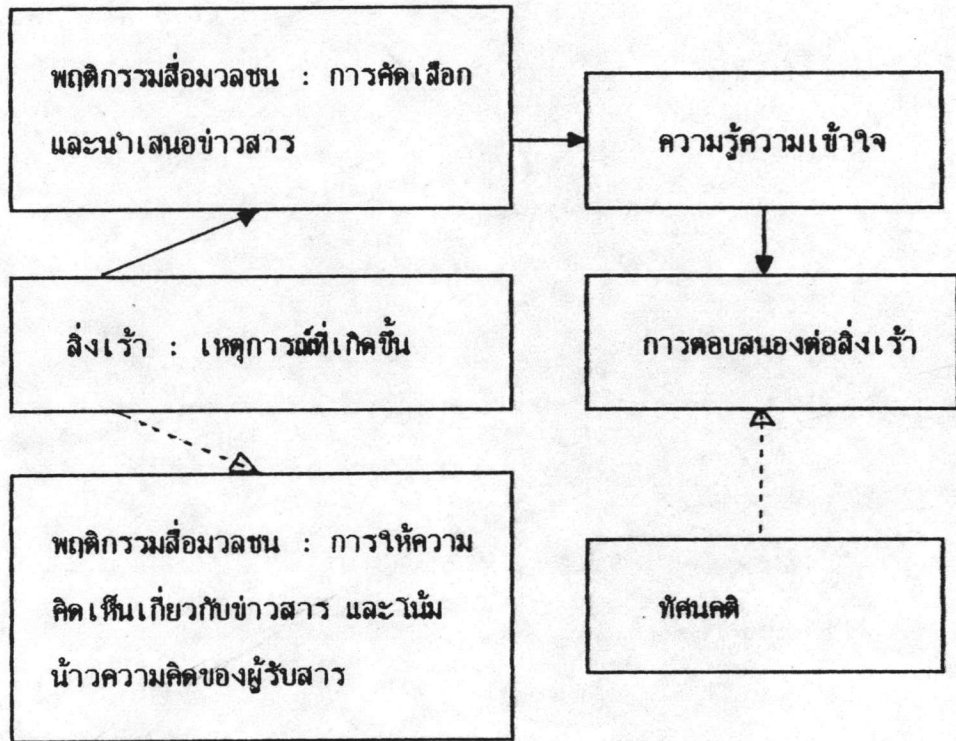 พฤติกรรมสื่อมวลชน : การคัดเลือก
และนำเสนอข่าวสาร
ความรู้ความเข้าใจ
สิ่งเร้า : เหตุการณ์ที่เกิดขึ้น
การตอบสนองต่อสิ่งเร้า
พฤติกรรมสื่อมวลชน : การให้ความ
คิดเห็นเกี่ยวกับข่าวสาร และโน้ม
น้าวความคิดของผู้รับสาร
ทัศนคติ